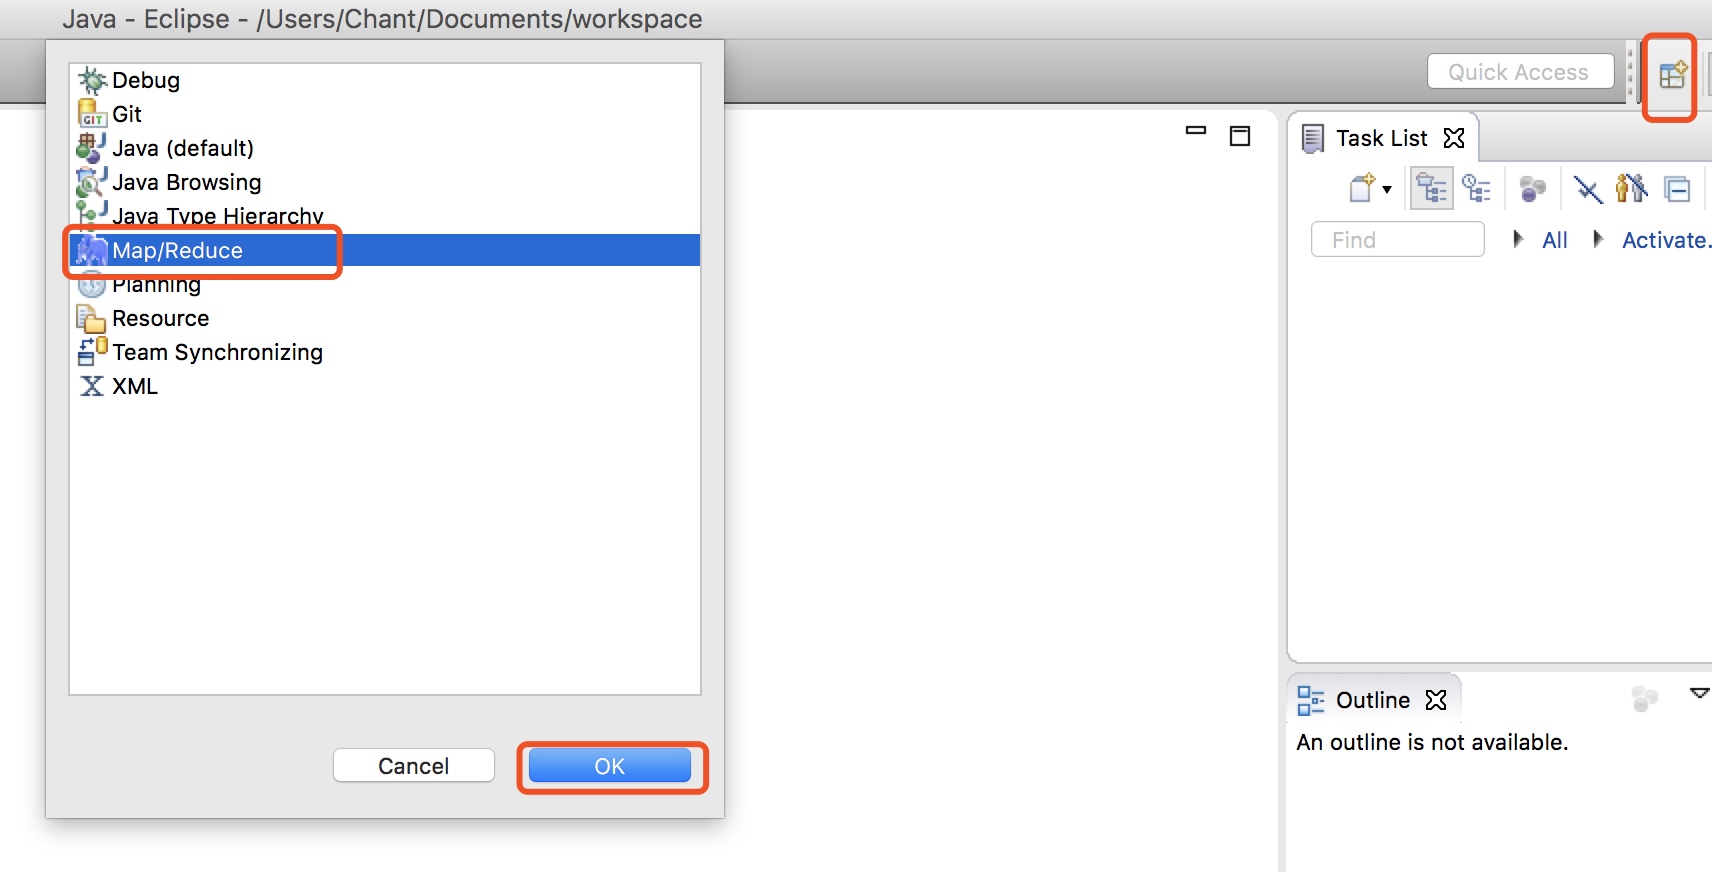 Java - Eclipse - /Users/Chant/Documents/workspace
Debug
Git
GIT
Java (default)
Java Browsing
Java Type Hierarchy
Map/Reduce
Planning
Resource
Team Synchronizing
X XML
Cancel
OK
Quick Access
Task List
Find
All
Activate.
Outline
An outline is not available.